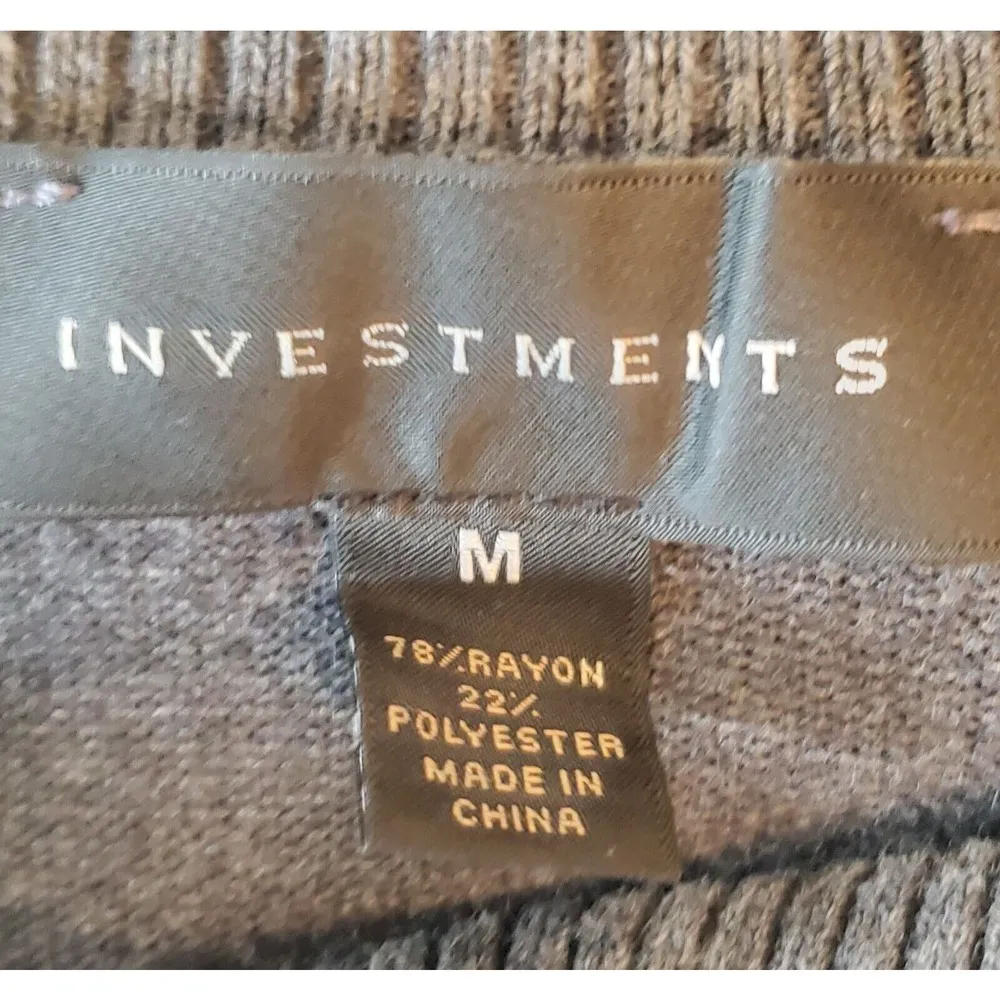 INVESTMENTS
M
78%RAYON
22%
POLYESTER
MADE IN
CHINA